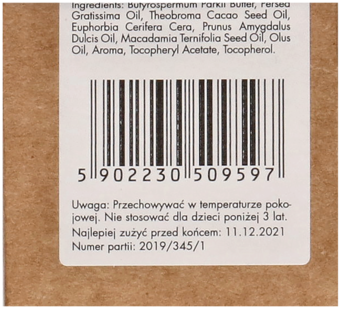 Ingredients: Butyrospermum Parkii Butter, Persea
Gratissima Oil, Theobroma Cacao Seed Oil,
Euphorbia Cerifera Cera, Prunus Amygdalus
Dulcis Oil, Macadamia Ternifolia Seed Oil, Olus
Oil, Aroma, Tocopheryl Acetate, Tocopherol.
5 902230 509597
Uwaga: Przechowywać w temperaturze poko-
jowej. Nie stosować dla dzieci poniżej 3 lat.
Najlepiej zużyć przed końcem: 11.12.2021
Numer partii: 2019/345/1